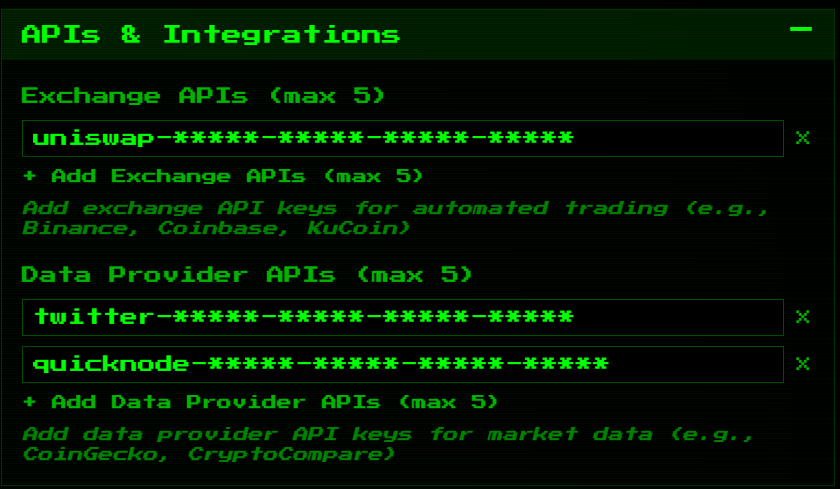 APIs & Integrations
Exchange APIs (max 5)
uniswap-*****-*****-*****-*****
+ Add Exchange APIs (max 5)
Add exchange API keys for automated trading (e.g.,
Binance, Coinbase, KuCoin)
Data Provider APIs (max 5)
twitter-*****-*****-*****-*****
quicknode-*****-*****-*****-*****
+ Add Data Provider APIs (max 5)
Add data provider API keys for market data (e.g.,
CoinGecko, CryptoCompare)